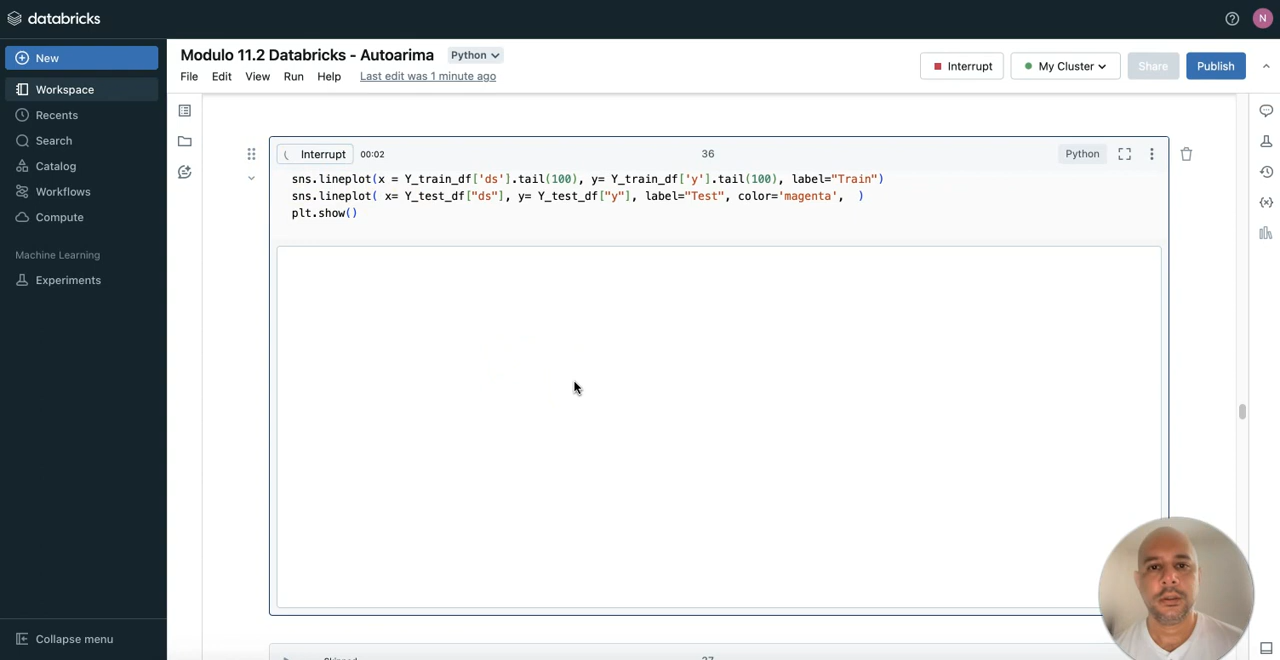 databricks
N
New
Modulo 11.2 Databricks - Autoarima Python
File Edit View Run Help Last edit was 1 minute ago
Interrupt
My Cluster
Share
Publish
Workspace
Recents
Search
Catalog
Workflows
Compute
Machine Learning
Experiments
Collapse menu
Interrupt 00:02 36 Python
sns.lineplot(x = Y_train_df['ds'].tail(100), y= Y_train_df['y'].tail(100), label="Train")
sns.lineplot( x= Y_test_df["ds"], y= Y_test_df["y"], label="Test", color='magenta',  )
plt.show()
Skipped 37